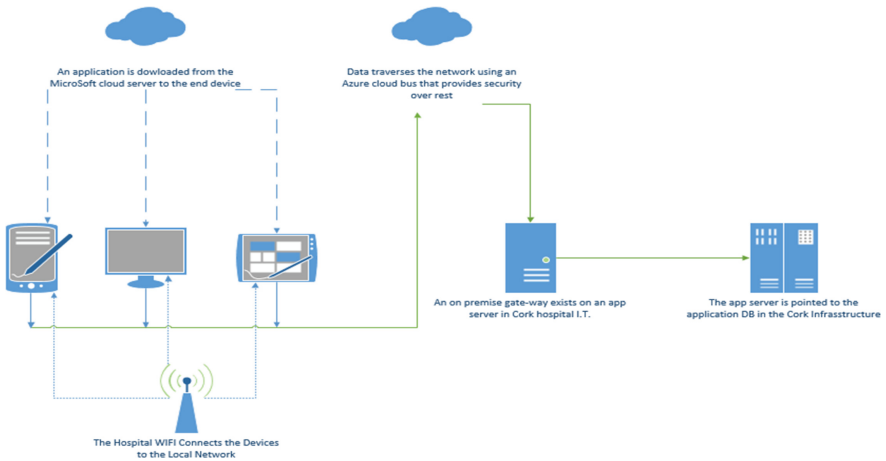 An application is dowloaded from the
MicroSoft cloud server to the end device
Data traverses the network using an
Azure cloud bus that provides security
over rest
An on premise gate-way exists on an app
server in Cork hospital I.T.
The app server is pointed to the
application DB in the Cork Infrasstructure
The Hospital WIFI Connects the Devices
to the Local Network